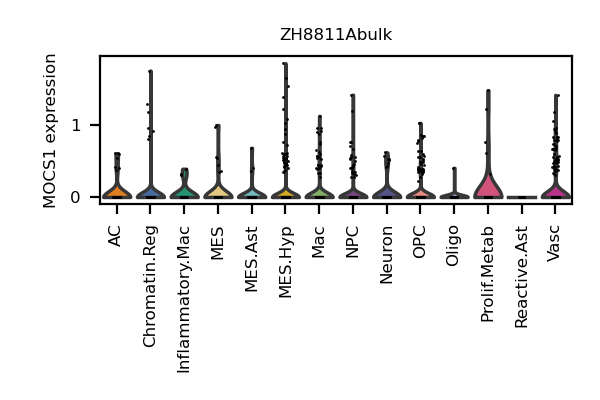 ZH8811Abulk
MOCS1 expression
1
0
AC
Chromatin.Reg
Inflammatory.Mac
MES
MES.Ast
MES.Hyp
Mac
NPC
Neuron
OPC
Oligo
Prolif.Metab
Reactive.Ast
Vasc